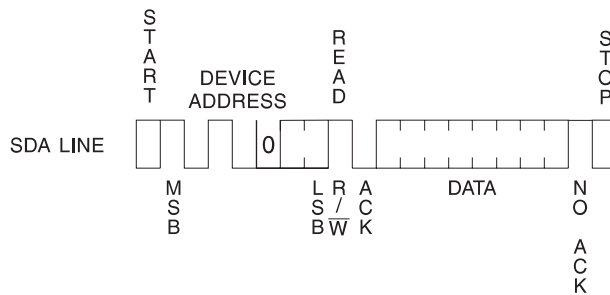 START
DEVICE
ADDRESS
READ
STOP
SDA LINE
0
MSB
LSB
R/W
ACK
DATA
NO ACK